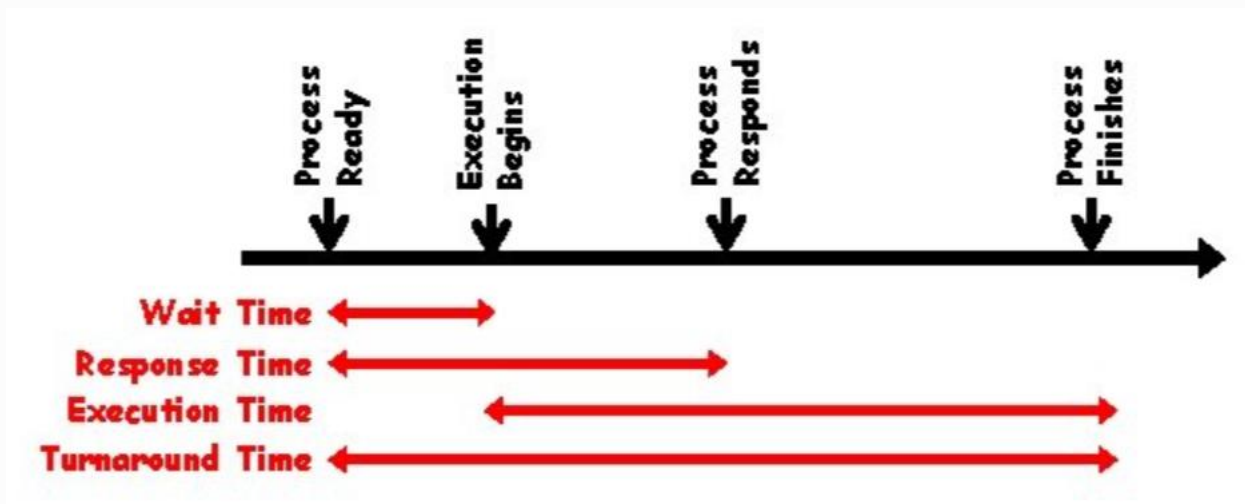 Process
Ready
Execution
Begins
Process
Responds
Process
Finishes
Wait Time
Response Time
Execution Time
Turnaround Time